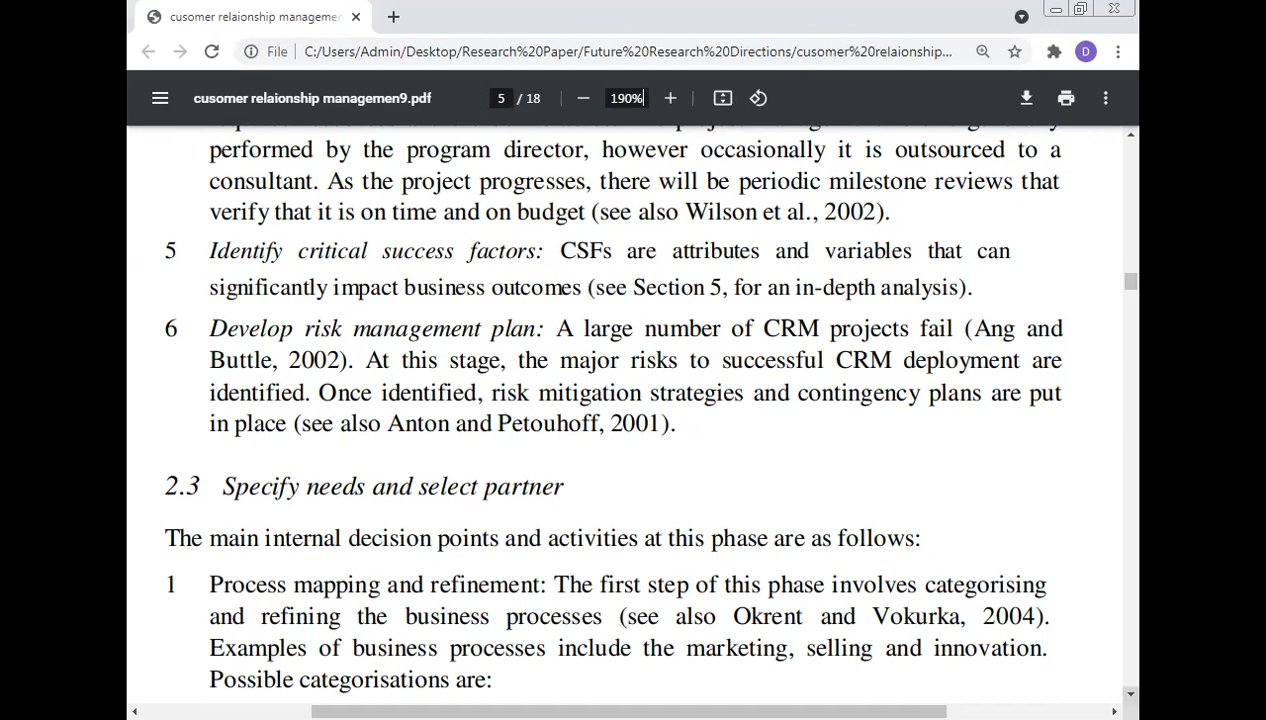 cusomer relaionship managemer
File C:/Users/Admin/Desktop/Research%20Paper/Future%20Research%20Directions/cusomer%20relaionship... D
cusomer relaionship managemen9.pdf 5 / 18 190%
performed by the program director, however occasionally it is outsourced to a
consultant. As the project progresses, there will be periodic milestone reviews that
verify that it is on time and on budget (see also Wilson et al., 2002).
5 Identify critical success factors: CSFs are attributes and variables that can
significantly impact business outcomes (see Section 5, for an in-depth analysis).
6 Develop risk management plan: A large number of CRM projects fail (Ang and
Buttle, 2002). At this stage, the major risks to successful CRM deployment are
identified. Once identified, risk mitigation strategies and contingency plans are put
in place (see also Anton and Petouhoff, 2001).
2.3 Specify needs and select partner
The main internal decision points and activities at this phase are as follows:
1 Process mapping and refinement: The first step of this phase involves categorising
and refining the business processes (see also Okrent and Vokurka, 2004).
Examples of business processes include the marketing, selling and innovation.
Possible categorisations are: